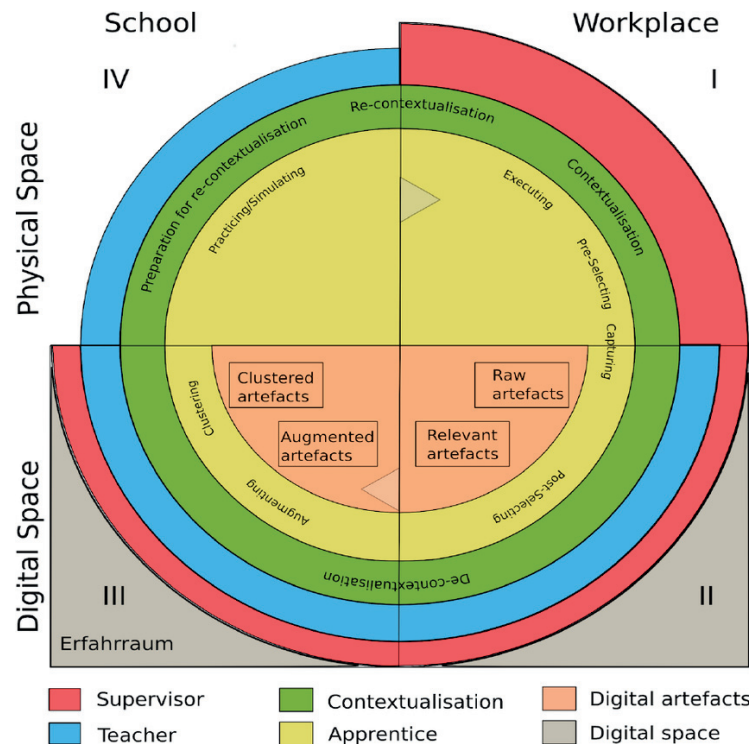 School
Workplace
IV
I
Physical Space
Re-contextualisation
Preparation for re-contextualisation
Contextualisation
Practicing/Simulating
Executing
Pre-Selecting
Capturing
Digital Space
Clustered
artefacts
Raw
artefacts
Augmented
artefacts
Relevant
artefacts
Clustering
Augmenting
Post-Selecting
De-contextualisation
III
II
Erfahrraum
Supervisor
Contextualisation
Digital artefacts
Teacher
Apprentice
Digital space